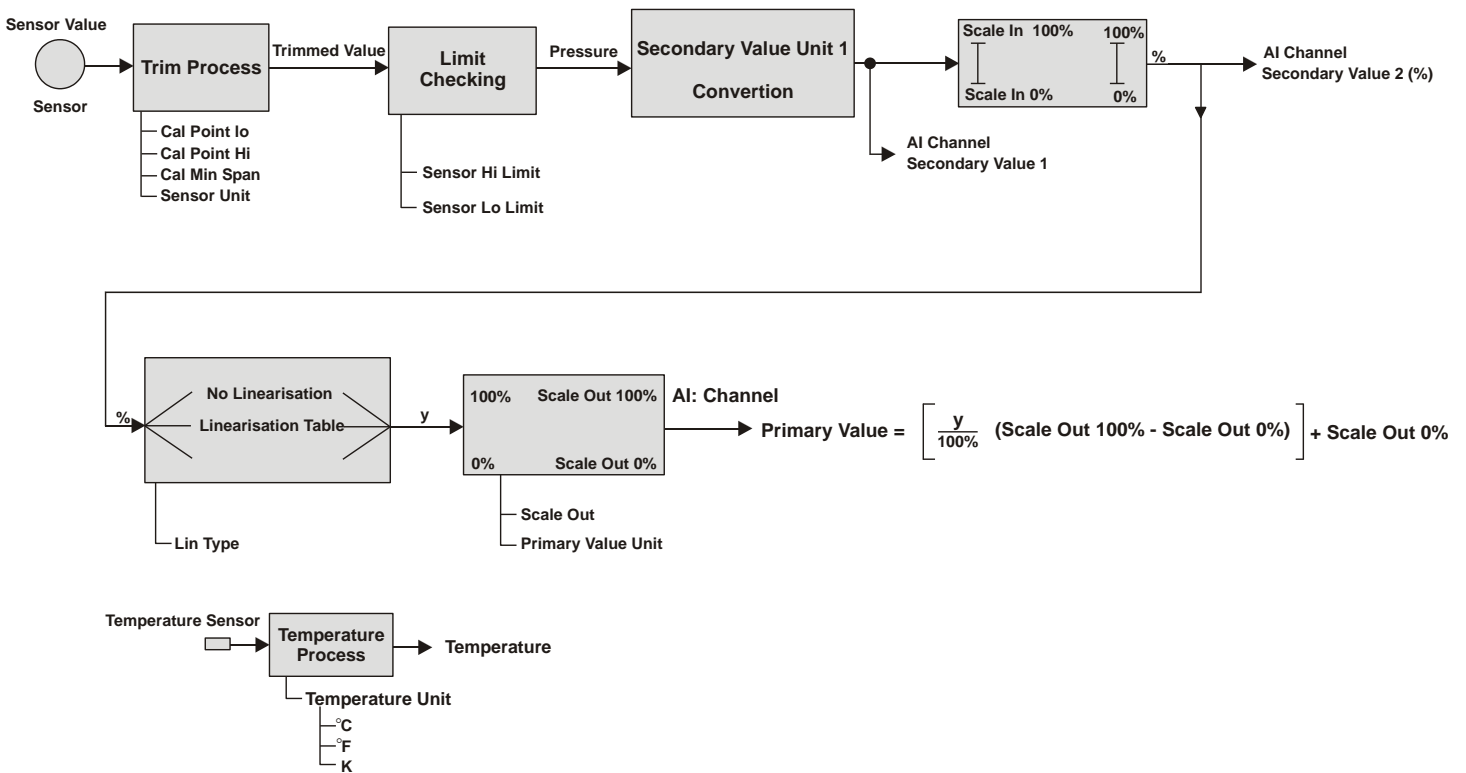 Sensor Value
Sensor
Trim Process
Cal Point lo
Cal Point Hi
Cal Min Span
Sensor Unit
Trimmed Value
Limit
Checking
Sensor Hi Limit
Sensor Lo Limit
Pressure
Secondary Value Unit 1
Convertion
AI Channel
Secondary Value 1
Scale In 100% 100%
Scale In 0% 0%
%
AI Channel
Secondary Value 2 (%)
%
No Linearisation
Linearisation Table
Lin Type
y
100% Scale Out 100%
0% Scale Out 0%
Scale Out
Primary Value Unit
AI: Channel
Primary Value = [ y / 100% (Scale Out 100% - Scale Out 0%) ] + Scale Out 0%
Temperature Sensor
Temperature
Process
Temperature
Temperature Unit
°C
°F
K